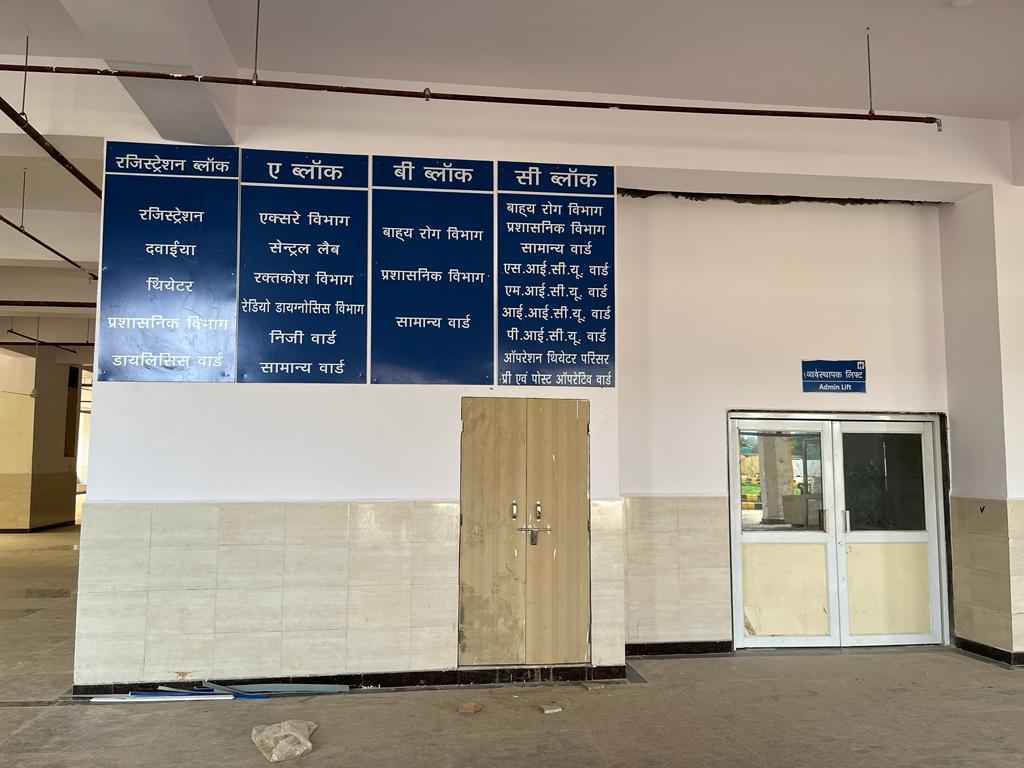 रजिस्ट्रेशन ब्लॉक
रजिस्ट्रेशन
दवाईया
थियेटर
प्रशासनिक विभाग
डायलिसिस वार्ड
ए ब्लॉक
एक्सरे विभाग
सेन्ट्रल लैब
रक्तकोश विभाग
रेडियो डायग्नोसिस विभाग
निजी वार्ड
सामान्य वार्ड
बी ब्लॉक
बाह्य रोग विभाग
प्रशासनिक विभाग
सामान्य वार्ड
सी ब्लॉक
बाह्य रोग विभाग
प्रशासनिक विभाग
सामान्य वार्ड
एस.आई.सी.यू. वार्ड
एम.आई.सी.यू. वार्ड
आई.आई.सी.यू. वार्ड
पी.आई.सी.यू. वार्ड
ऑपरेशन थियेटर परिसर
प्री एवं पोस्ट ऑपरेटिव वार्ड
व्यवेस्थापक लिफ्ट
Admin Lift